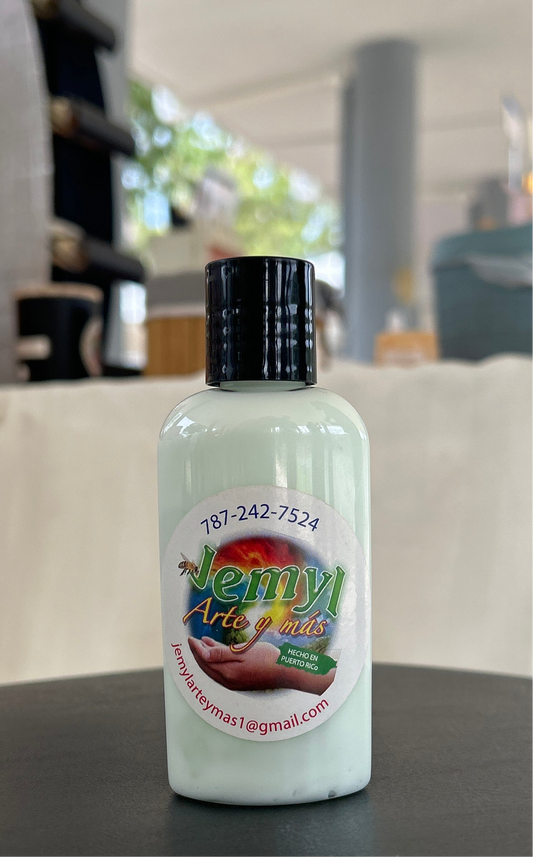 787-242-7524
Jemyl
Arte y más
HECHO EN
PUERTO RiCo
jemylarteymas1@gmail.com